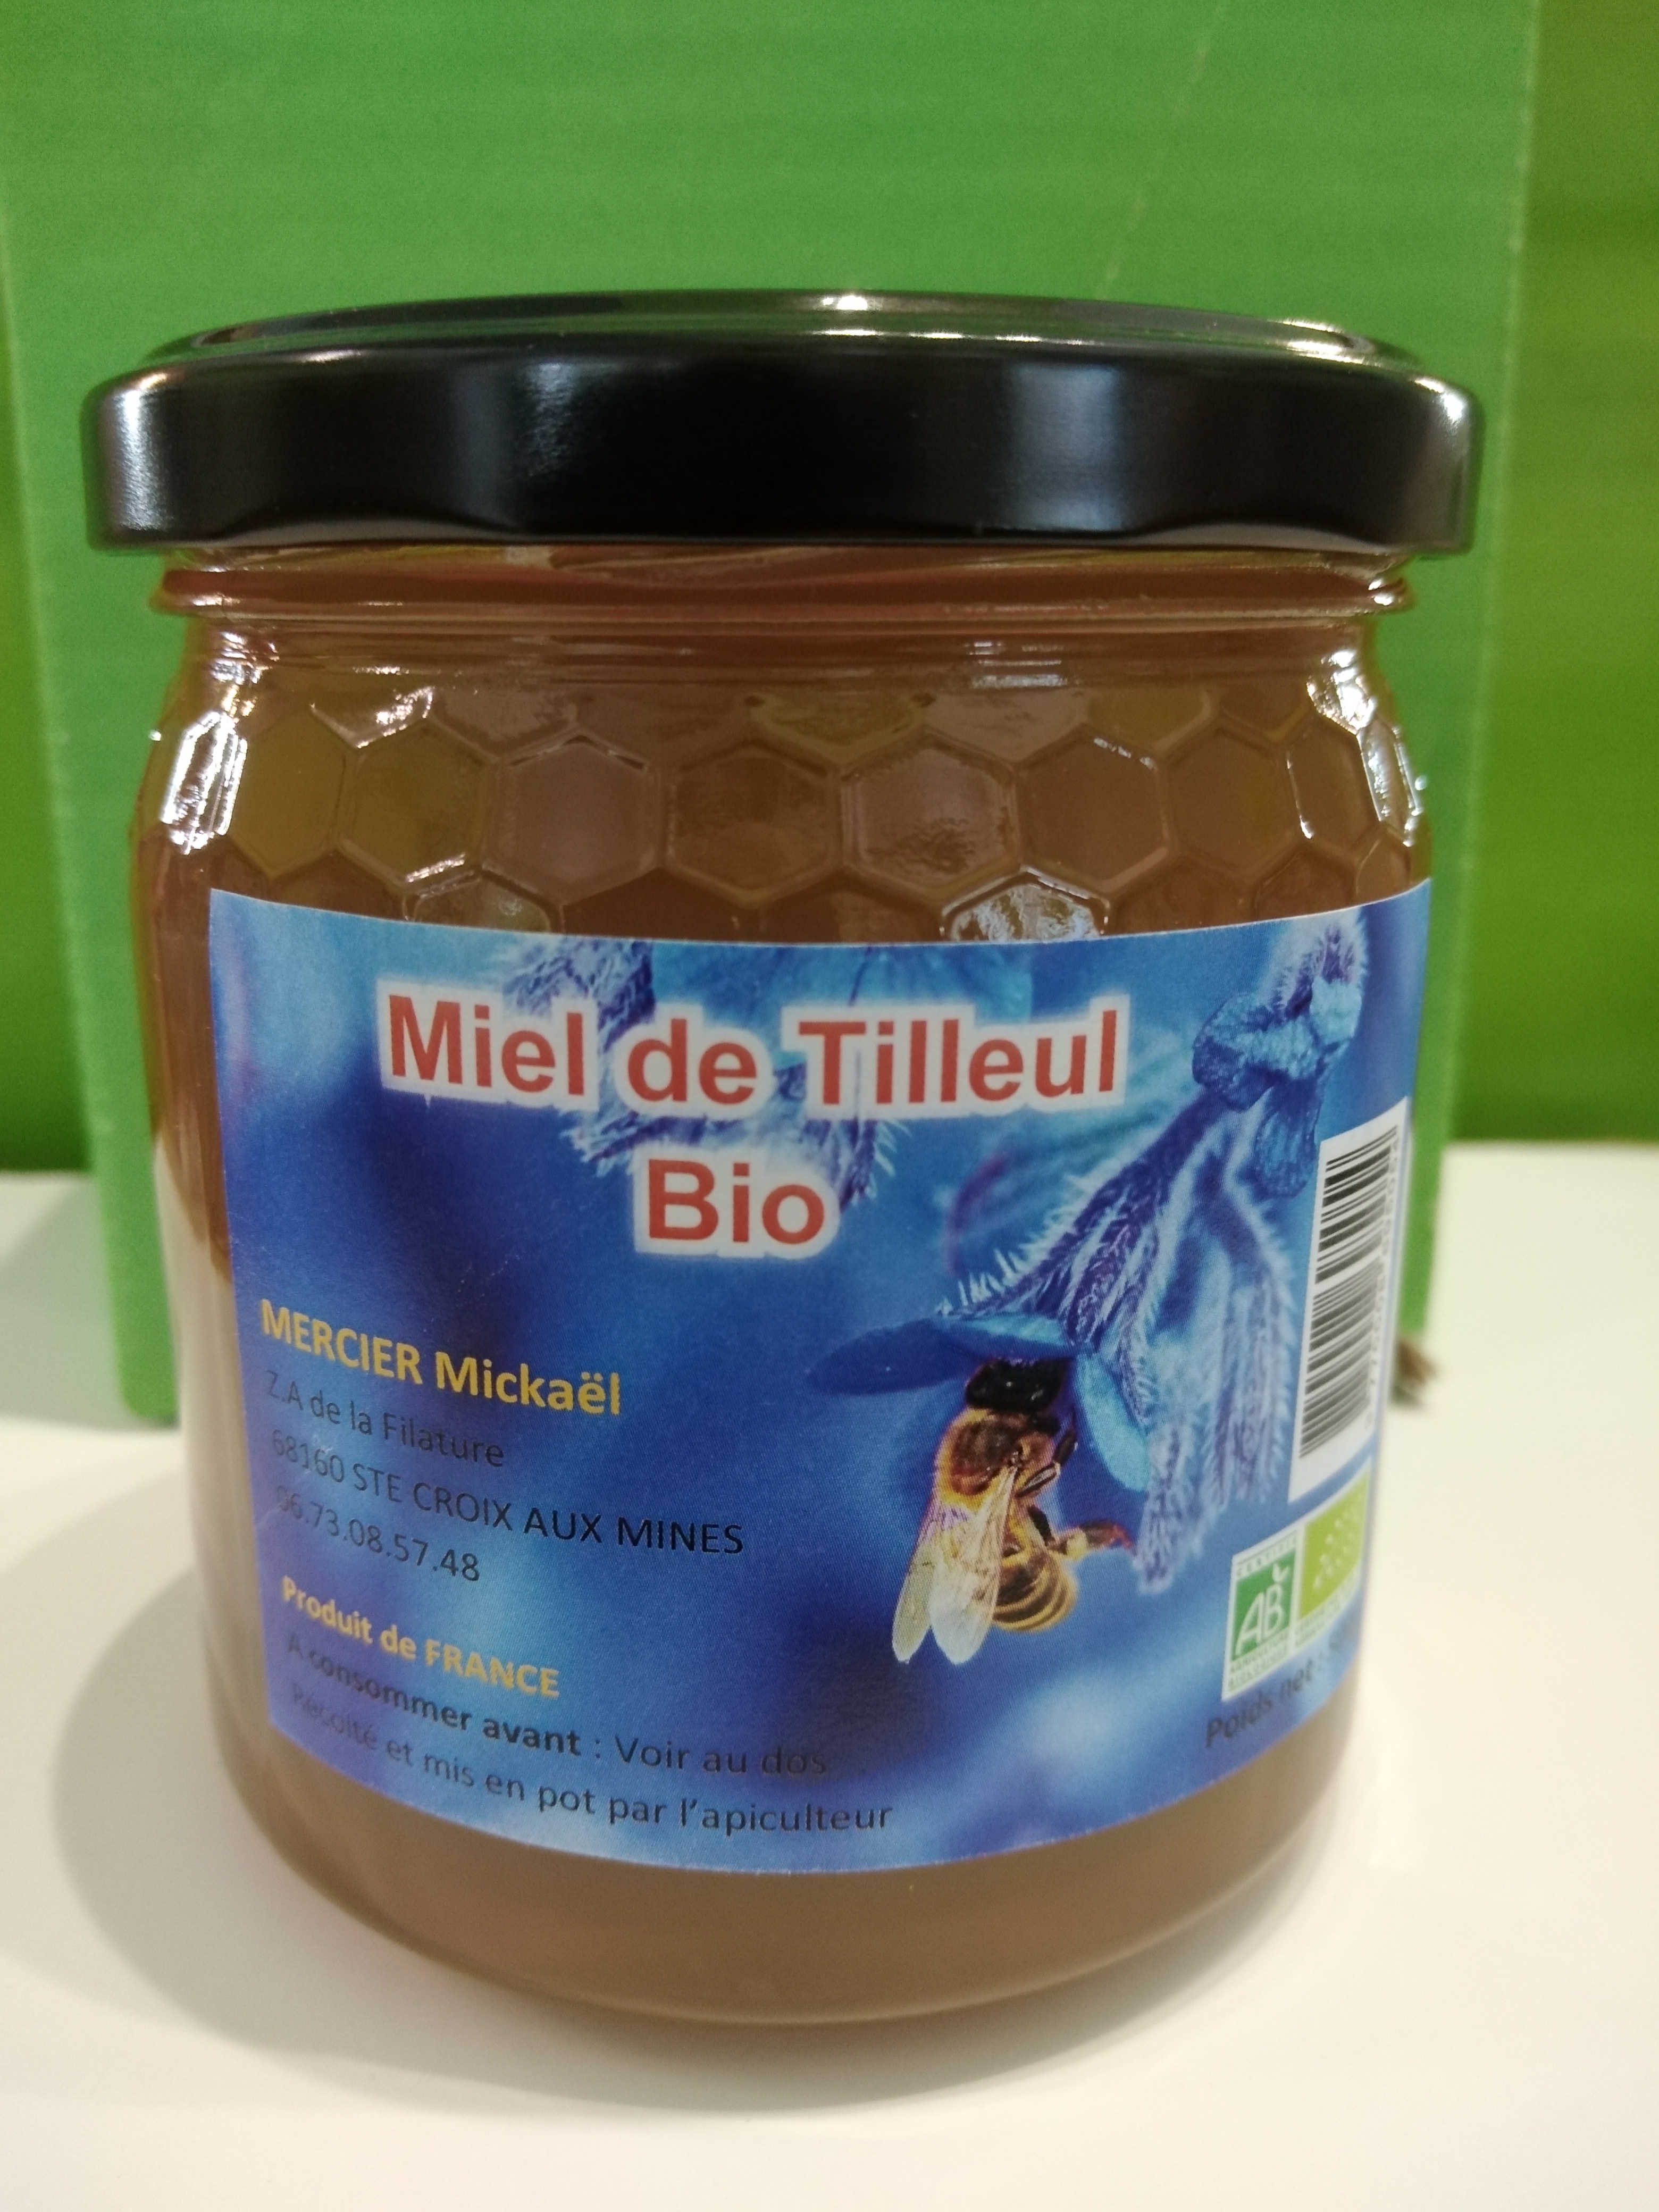 Miel de Tilleul
Bio
MERCIER Mickaël
Z.A de la Filature
68160 STE CROIX AUX MINES
06.73.08.57.48
Produit de FRANCE
A consommer avant : Voir au dos
Récolté et mis en pot par l'apiculteur
AB
Poids net :